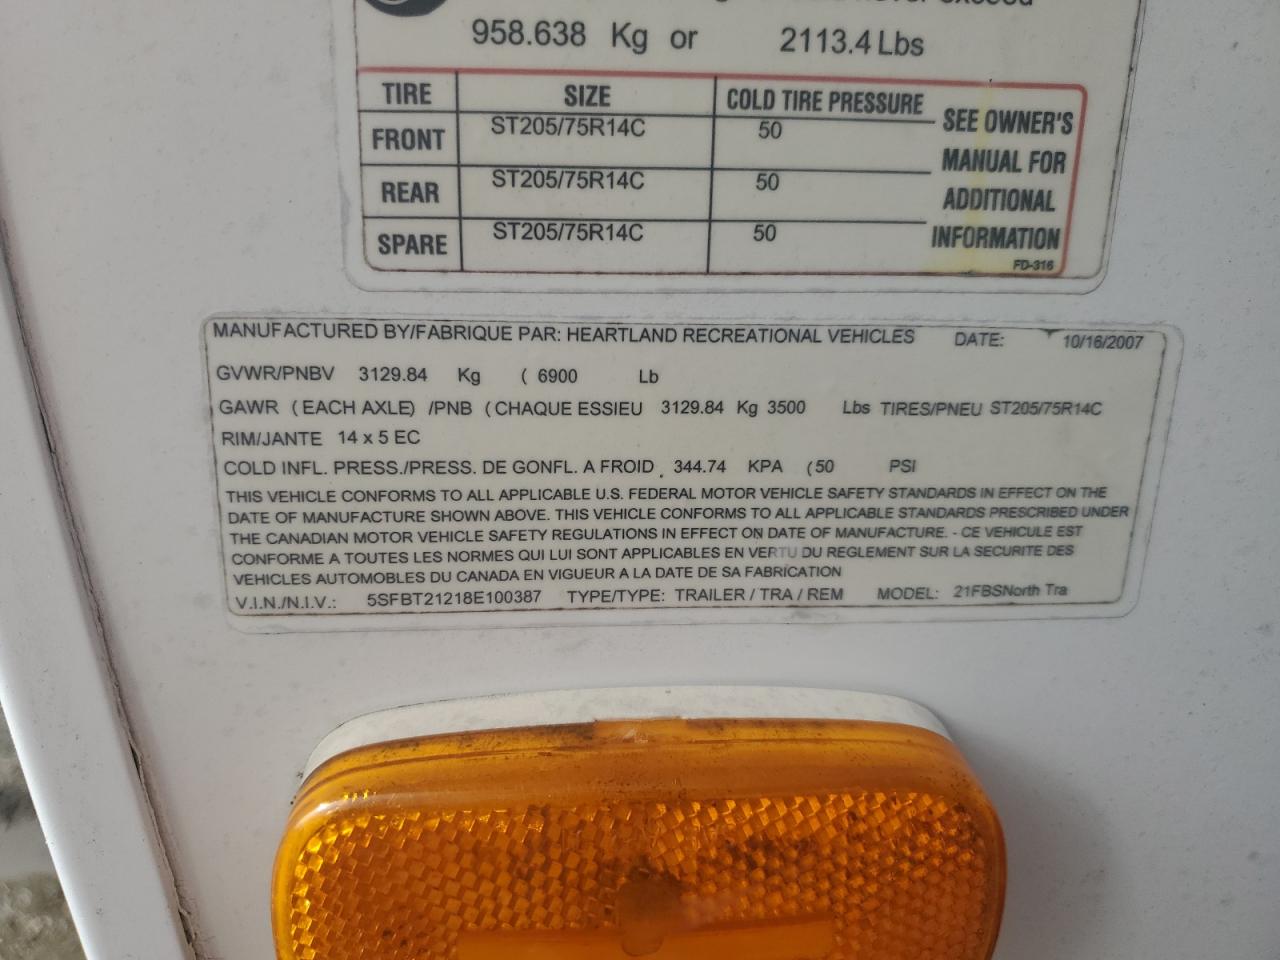 exceed
958.638 Kg or 2113.4 Lbs
TIRE SIZE COLD TIRE PRESSURE SEE OWNER'S MANUAL FOR ADDITIONAL INFORMATION
FRONT ST205/75R14C 50
REAR ST205/75R14C 50
SPARE ST205/75R14C 50
FD-316
MANUFACTURED BY/FABRIQUE PAR: HEARTLAND RECREATIONAL VEHICLES DATE: 10/16/2007
GVWR/PNBV 3129.84 Kg ( 6900 Lb
GAWR (EACH AXLE) /PNB (CHAQUE ESSIEU 3129.84 Kg 3500 Lbs TIRES/PNEU ST205/75R14C
RIM/JANTE 14 x 5 EC
COLD INFL. PRESS./PRESS. DE GONFL. A FROID . 344.74 KPA (50 PSI
THIS VEHICLE CONFORMS TO ALL APPLICABLE U.S. FEDERAL MOTOR VEHICLE SAFETY STANDARDS IN EFFECT ON THE
DATE OF MANUFACTURE SHOWN ABOVE. THIS VEHICLE CONFORMS TO ALL APPLICABLE STANDARDS PRESCRIBED UNDER
THE CANADIAN MOTOR VEHICLE SAFETY REGULATIONS IN EFFECT ON DATE OF MANUFACTURE. - CE VEHICULE EST
CONFORME A TOUTES LES NORMES QUI LUI SONT APPLICABLES EN VERTU DU REGLEMENT SUR LA SECURITE DES
VEHICLES AUTOMOBLES DU CANADA EN VIGUEUR A LA DATE DE SA FABRICATION
V.I.N./N.I.V.: 5SFBT21218E100387 TYPE/TYPE: TRAILER / TRA / REM MODEL: 21FBSNorth Tra